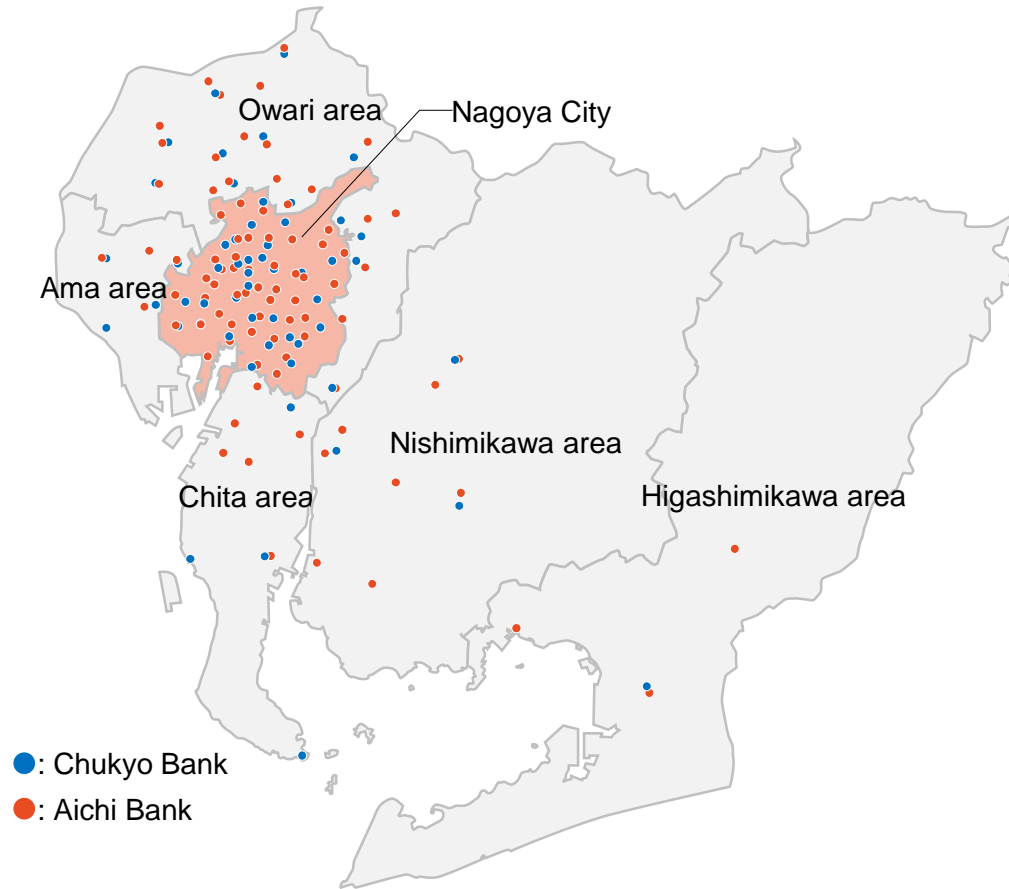 Owari area
Nagoya City
Ama area
Nishimikawa area
Chita area
Higashimikawa area
: Chukyo Bank
: Aichi Bank